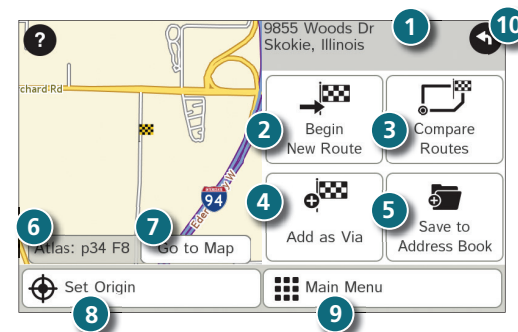 9855 Woods Dr
Skokie, Illinois
1
10
?
chard Rd
2
Begin
New Route
3
Compare
Routes
94
Eden
4
Add as Via
5
Save to
Address Book
6
Atlas: p34 F8
7
Go to Map
Set Origin
8
Main Menu
9